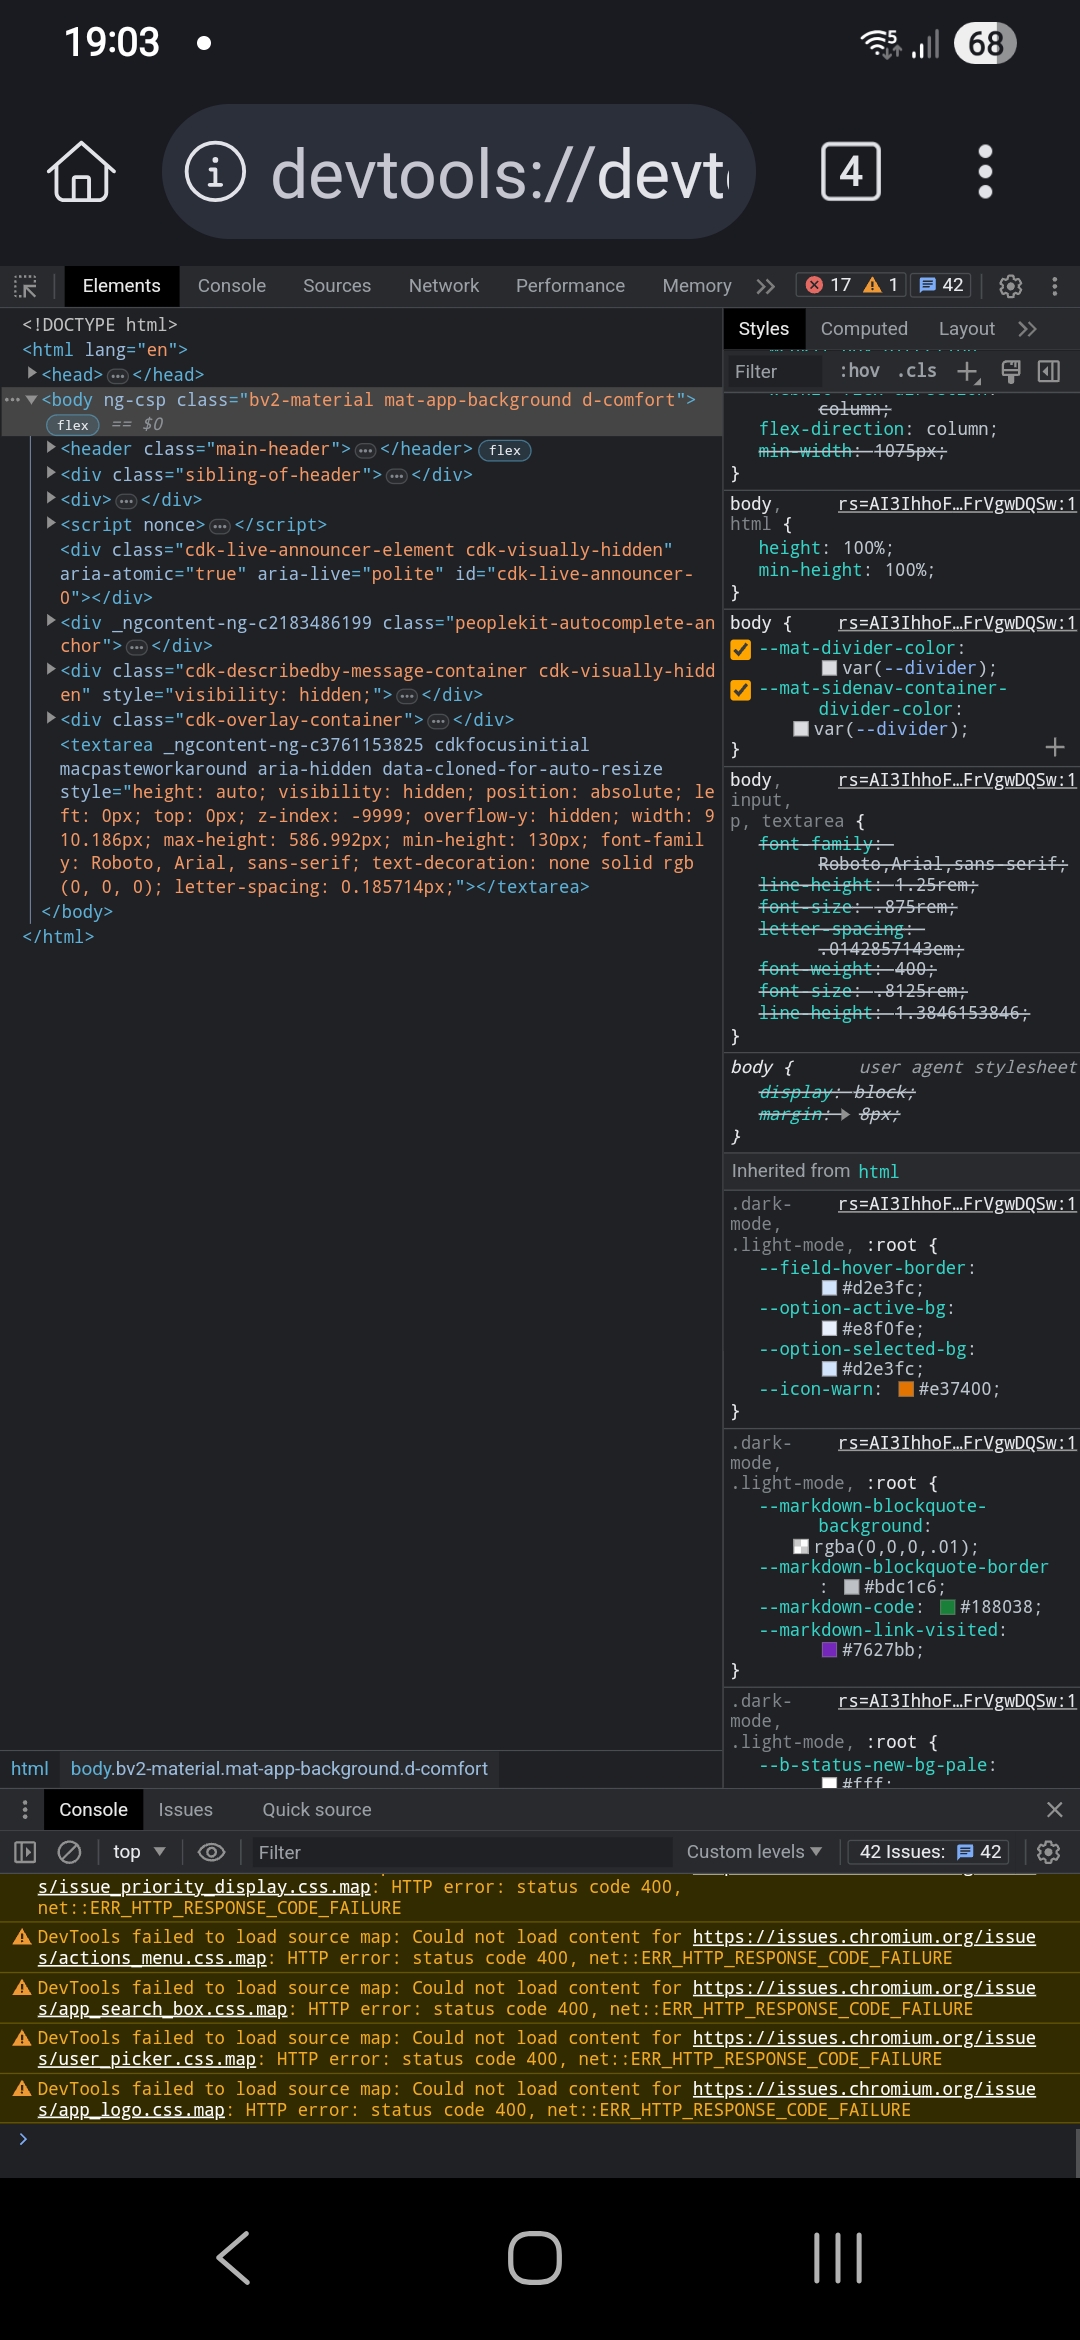 19:03
5
68
devtools://devt
4
Elements Console Sources Network Performance Memory 17 1 42
<!DOCTYPE html>
<html lang="en">
<head> … </head>
… <body ng-csp class="bv2-material mat-app-background d-comfort">
flex == $0
<header class="main-header"> … </header> flex
<div class="sibling-of-header"> … </div>
<div> … </div>
<script nonce> … </script>
<div class="cdk-live-announcer-element cdk-visually-hidden"
aria-atomic="true" aria-live="polite" id="cdk-live-announcer-
0"></div>
<div _ngcontent-ng-c2183486199 class="peoplekit-autocomplete-an
chor"> … </div>
<div class="cdk-describedby-message-container cdk-visually-hidd
en" style="visibility: hidden;"> … </div>
<div class="cdk-overlay-container"> … </div>
<textarea _ngcontent-ng-c3761153825 cdkfocusinitial
macpasteworkaround aria-hidden data-cloned-for-auto-resize
style="height: auto; visibility: hidden; position: absolute; le
ft: 0px; top: 0px; z-index: -9999; overflow-y: hidden; width: 9
10.186px; max-height: 586.992px; min-height: 130px; font-famil
y: Roboto, Arial, sans-serif; text-decoration: none solid rgb
(0, 0, 0); letter-spacing: 0.185714px;"></textarea>
</body>
</html>
html body.bv2-material.mat-app-background.d-comfort
Styles Computed Layout
Filter :hov .cls
column;
flex-direction: column;
min-width: 1075px;
}
body, rs=AI3IhhoF…FrVgwDQSw:1
html {
height: 100%;
min-height: 100%;
}
body { rs=AI3IhhoF…FrVgwDQSw:1
--mat-divider-color:
var(--divider);
--mat-sidenav-container-
divider-color:
var(--divider);
}
body, rs=AI3IhhoF…FrVgwDQSw:1
input,
p, textarea {
font-family:
Roboto,Arial,sans-serif;
line-height: 1.25rem;
font-size: .875rem;
letter-spacing:
.0142857143em;
font-weight: 400;
font-size: .8125rem;
line-height: 1.3846153846;
}
body { user agent stylesheet
display: block;
margin: 8px;
}
Inherited from html
.dark- rs=AI3IhhoF…FrVgwDQSw:1
mode,
.light-mode, :root {
--field-hover-border:
#d2e3fc;
--option-active-bg:
#e8f0fe;
--option-selected-bg:
#d2e3fc;
--icon-warn: #e37400;
}
.dark- rs=AI3IhhoF…FrVgwDQSw:1
mode,
.light-mode, :root {
--markdown-blockquote-
background:
rgba(0,0,0,.01);
--markdown-blockquote-border
: #bdc1c6;
--markdown-code: #188038;
--markdown-link-visited:
#7627bb;
}
.dark- rs=AI3IhhoF…FrVgwDQSw:1
mode,
.light-mode, :root {
--b-status-new-bg-pale:
#fff;
Console Issues Quick source
top Filter Custom levels 42 Issues: 42
s/issue_priority_display.css.map: HTTP error: status code 400,
net::ERR_HTTP_RESPONSE_CODE_FAILURE
DevTools failed to load source map: Could not load content for https://issues.chromium.org/issue
s/actions_menu.css.map: HTTP error: status code 400, net::ERR_HTTP_RESPONSE_CODE_FAILURE
DevTools failed to load source map: Could not load content for https://issues.chromium.org/issue
s/app_search_box.css.map: HTTP error: status code 400, net::ERR_HTTP_RESPONSE_CODE_FAILURE
DevTools failed to load source map: Could not load content for https://issues.chromium.org/issue
s/user_picker.css.map: HTTP error: status code 400, net::ERR_HTTP_RESPONSE_CODE_FAILURE
DevTools failed to load source map: Could not load content for https://issues.chromium.org/issue
s/app_logo.css.map: HTTP error: status code 400, net::ERR_HTTP_RESPONSE_CODE_FAILURE